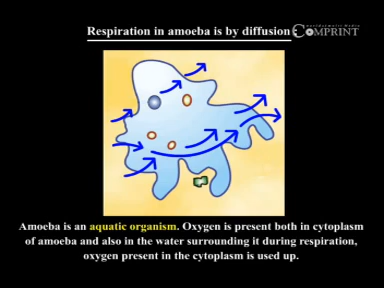 Respiration in amoeba is by diffusion :
COMPRINT
Amoeba is an aquatic organism. Oxygen is present both in cytoplasm
of amoeba and also in the water surrounding it during respiration,
oxygen present in the cytoplasm is used up.